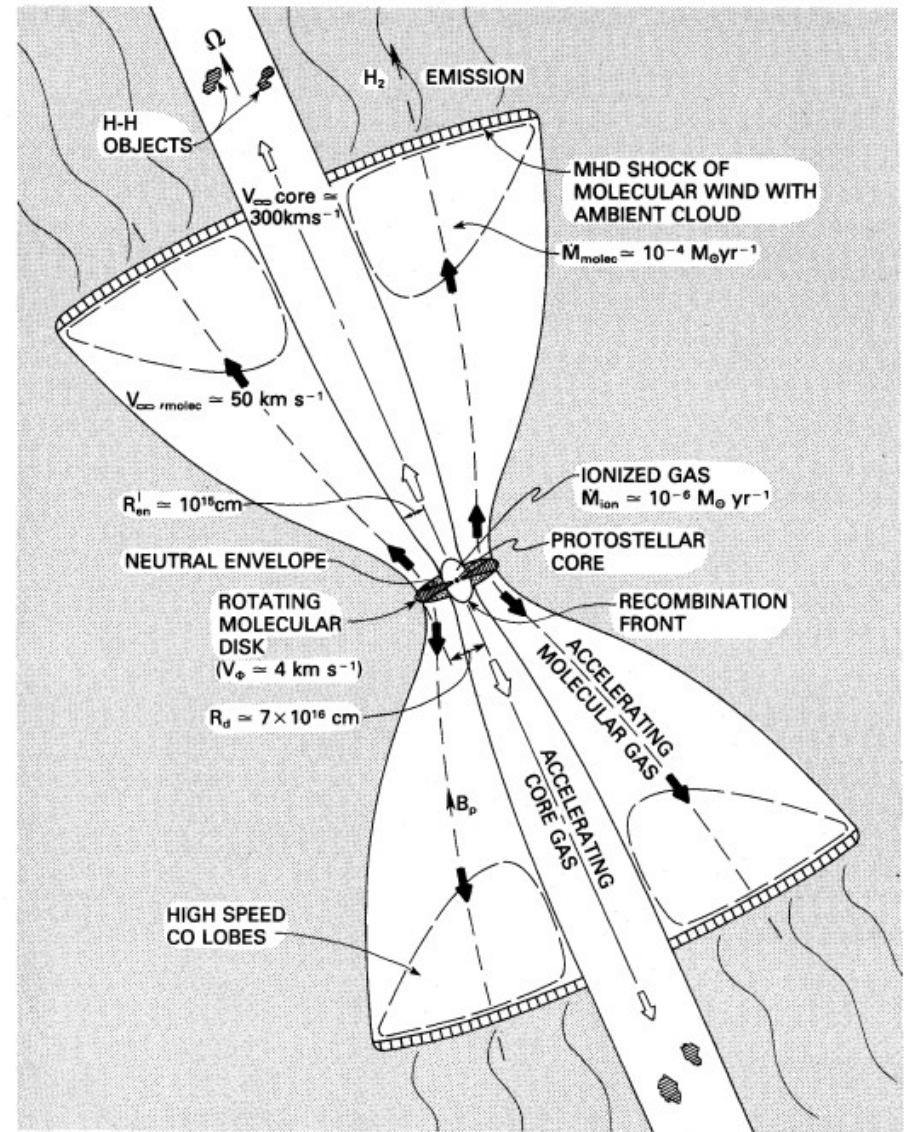 Ω
H₂ EMISSION
H-H
OBJECTS
V∞ core ≃
300kms⁻¹
MHD SHOCK OF
MOLECULAR WIND WITH
AMBIENT CLOUD
Ṁmolec ≃ 10⁻⁴ M⊙yr⁻¹
V∞ rmolec ≃ 50 km s⁻¹
IONIZED GAS
Ṁion ≃ 10⁻⁶ M⊙ yr⁻¹
PROTOSTELLAR
CORE
RECOMBINATION
FRONT
NEUTRAL ENVELOPE
ROTATING
MOLECULAR
DISK
(VΦ ≃ 4 km s⁻¹)
Rd ≃ 7×10¹⁶ cm
ACCELERATING
MOLECULAR GAS
ACCELERATING
CORE GAS
Bp
HIGH SPEED
CO LOBES